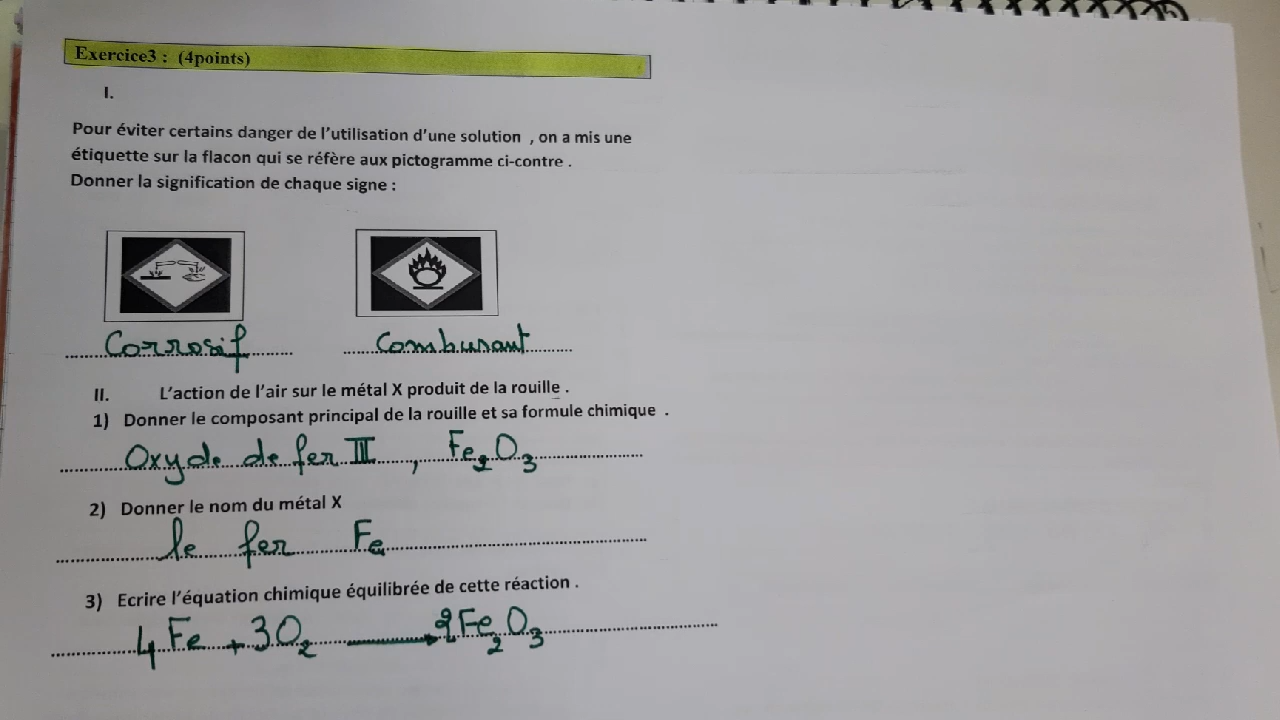 Exercice3 : (4points)
I.
Pour éviter certains danger de l'utilisation d'une solution , on a mis une
étiquette sur la flacon qui se réfère aux pictogramme ci-contre .
Donner la signification de chaque signe :
Corrosif Comburant
II. L'action de l'air sur le métal X produit de la rouille .
1) Donner le composant principal de la rouille et sa formule chimique .
Oxyde de fer III , Fe₂O₃
2) Donner le nom du métal X
le fer Fe
3) Ecrire l'équation chimique équilibrée de cette réaction .
4Fe + 3O₂ → 2Fe₂O₃